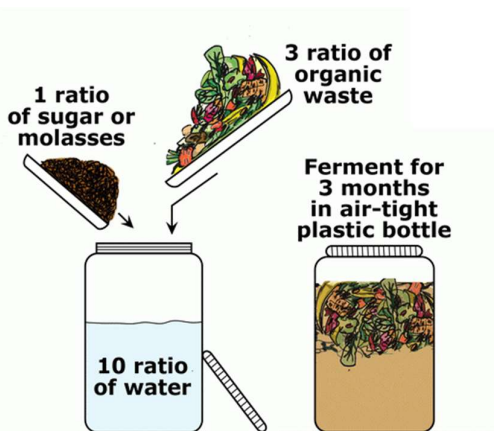 1 ratio
of sugar or
molasses
3 ratio of
organic
waste
Ferment for
3 months
in air-tight
plastic bottle
10 ratio
of water